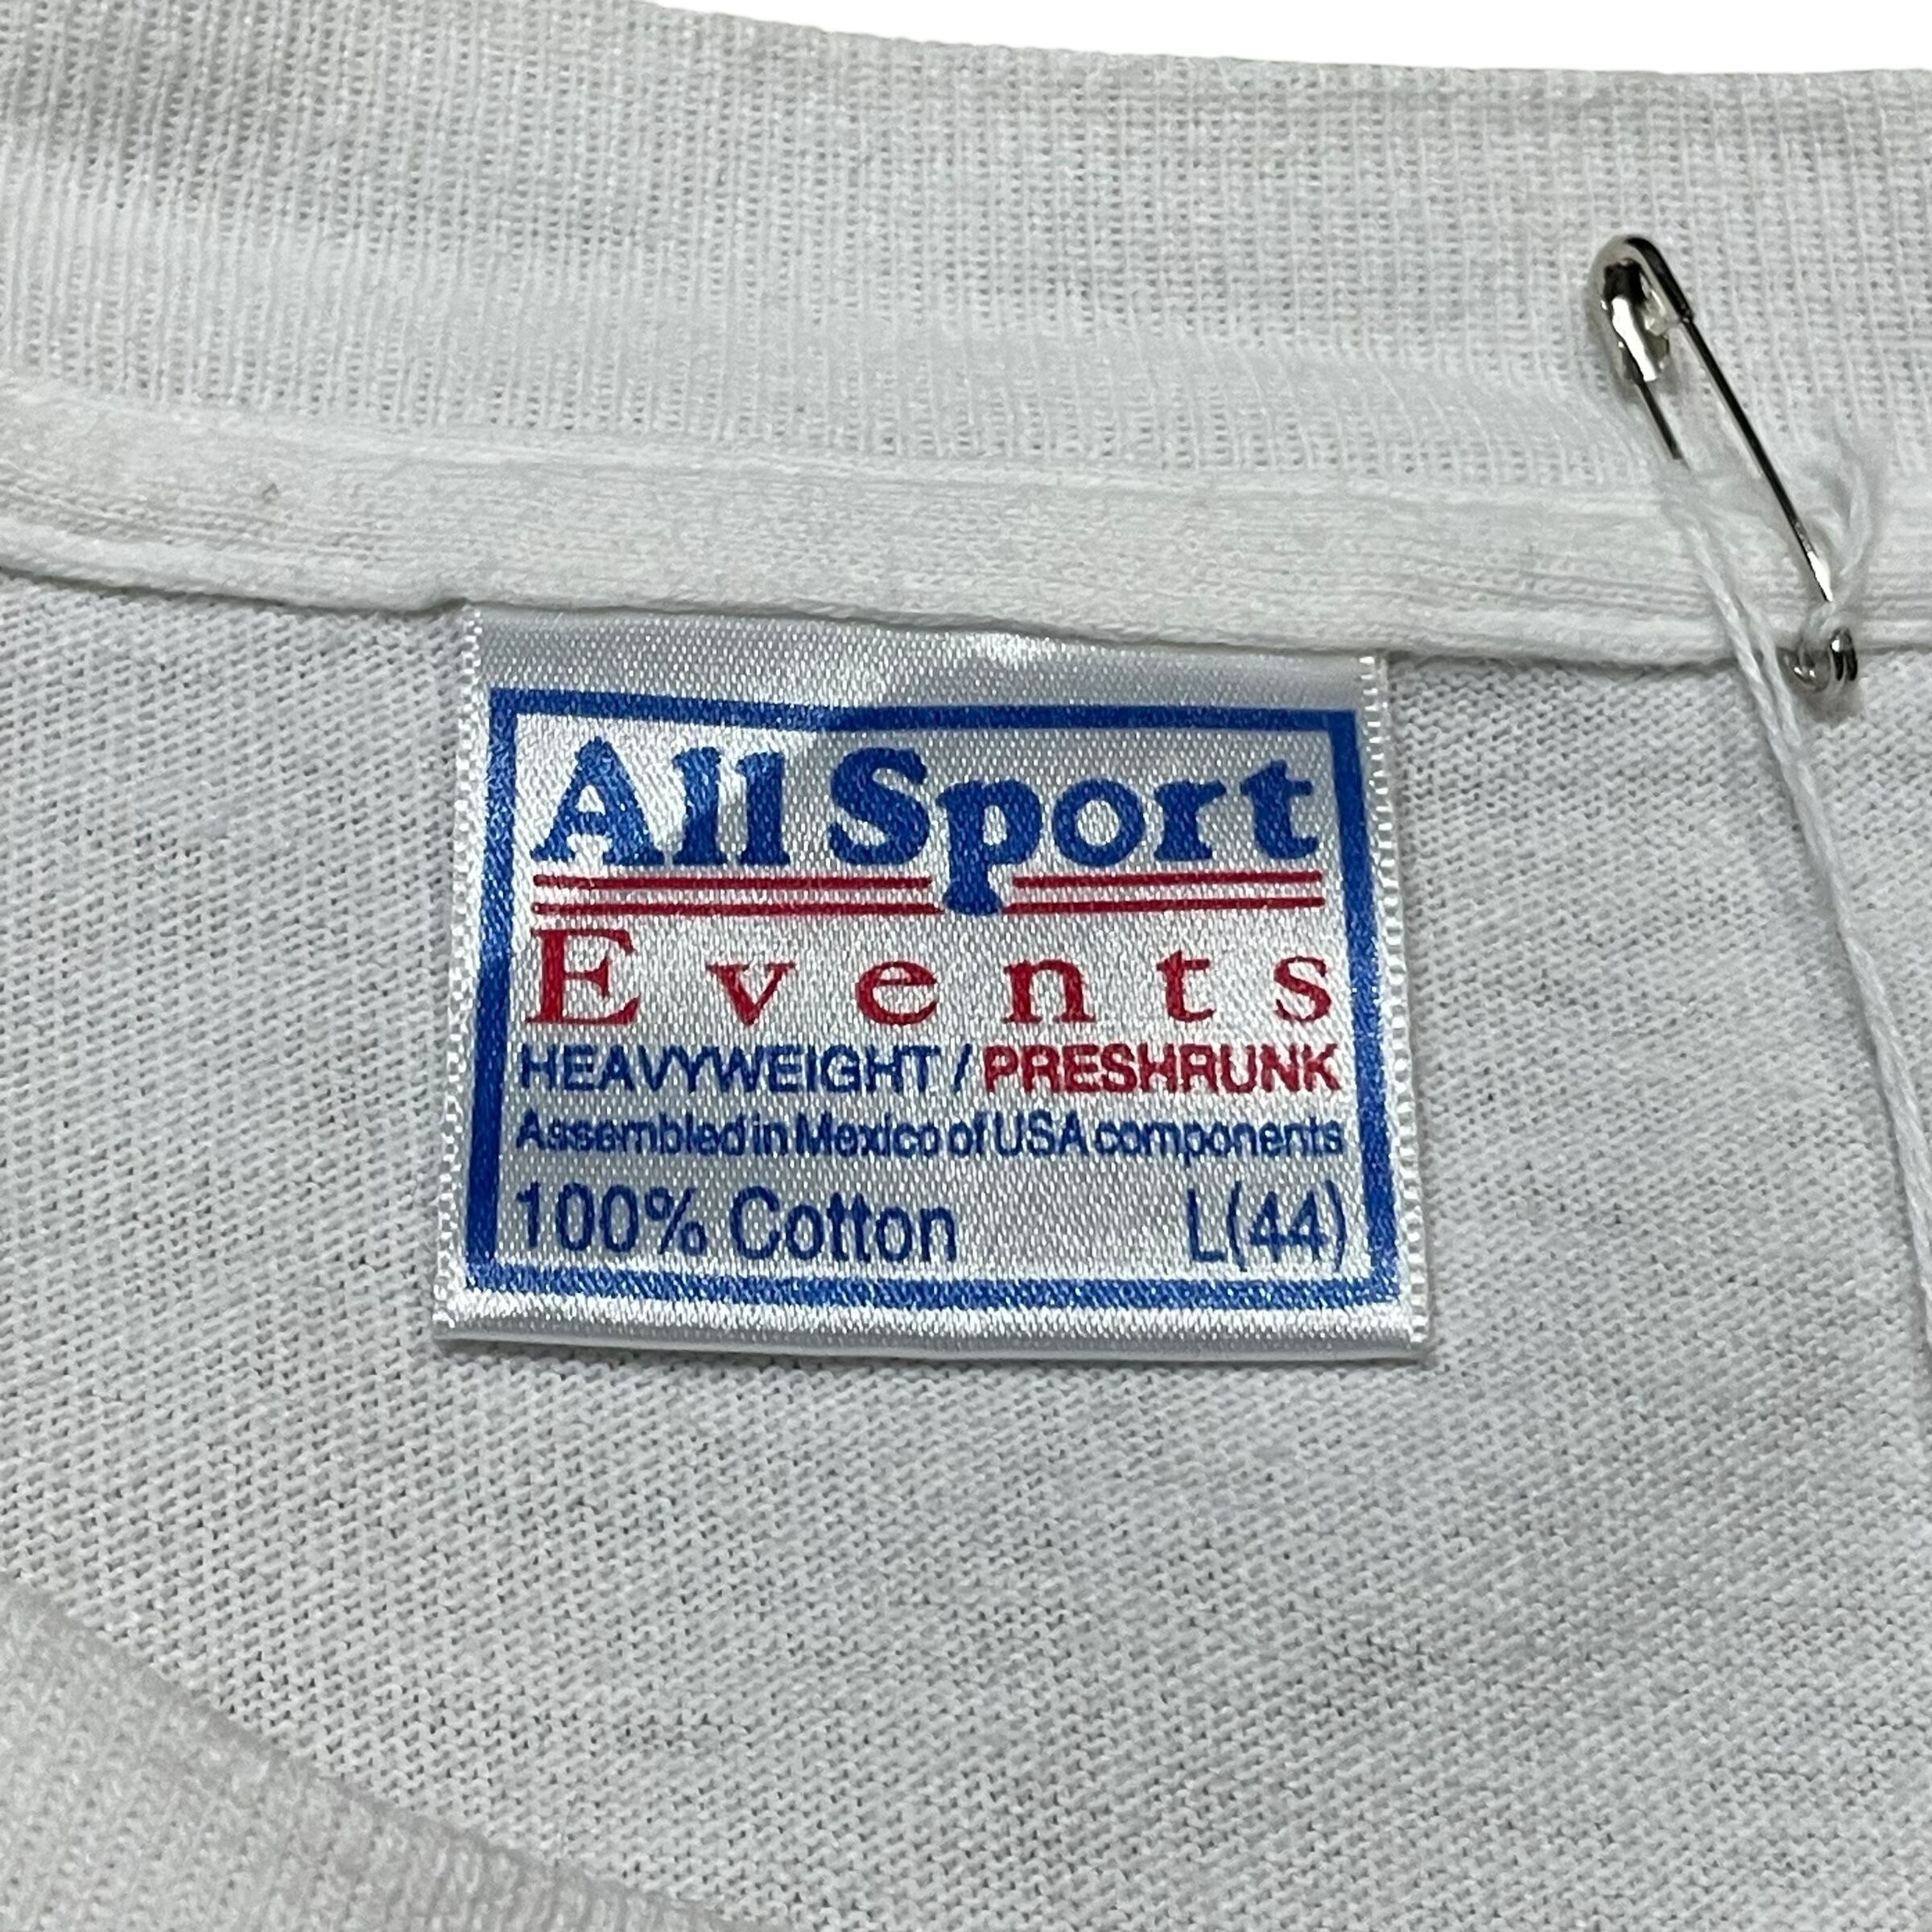 All Sport
Events
HEAVYWEIGHT / PRESHRUNK
Assembled in Mexico of USA components
100% Cotton L(44)